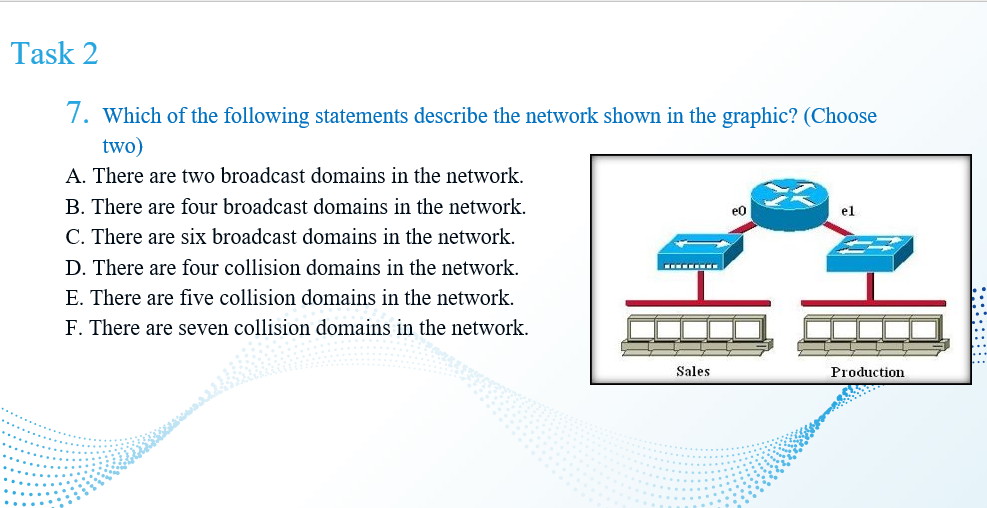 Task 2
7. Which of the following statements describe the network shown in the graphic? (Choose
two)
A. There are two broadcast domains in the network.
B. There are four broadcast domains in the network.
C. There are six broadcast domains in the network.
D. There are four collision domains in the network.
E. There are five collision domains in the network.
F. There are seven collision domains in the network.
e0
e1
Sales
Production